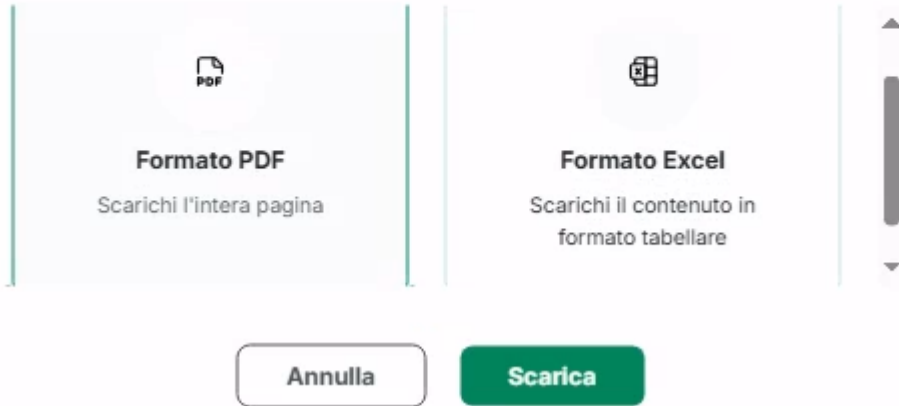 PDF
Formato PDF
Scarichi l'intera pagina
Formato Excel
Scarichi il contenuto in
formato tabellare
Annulla
Scarica